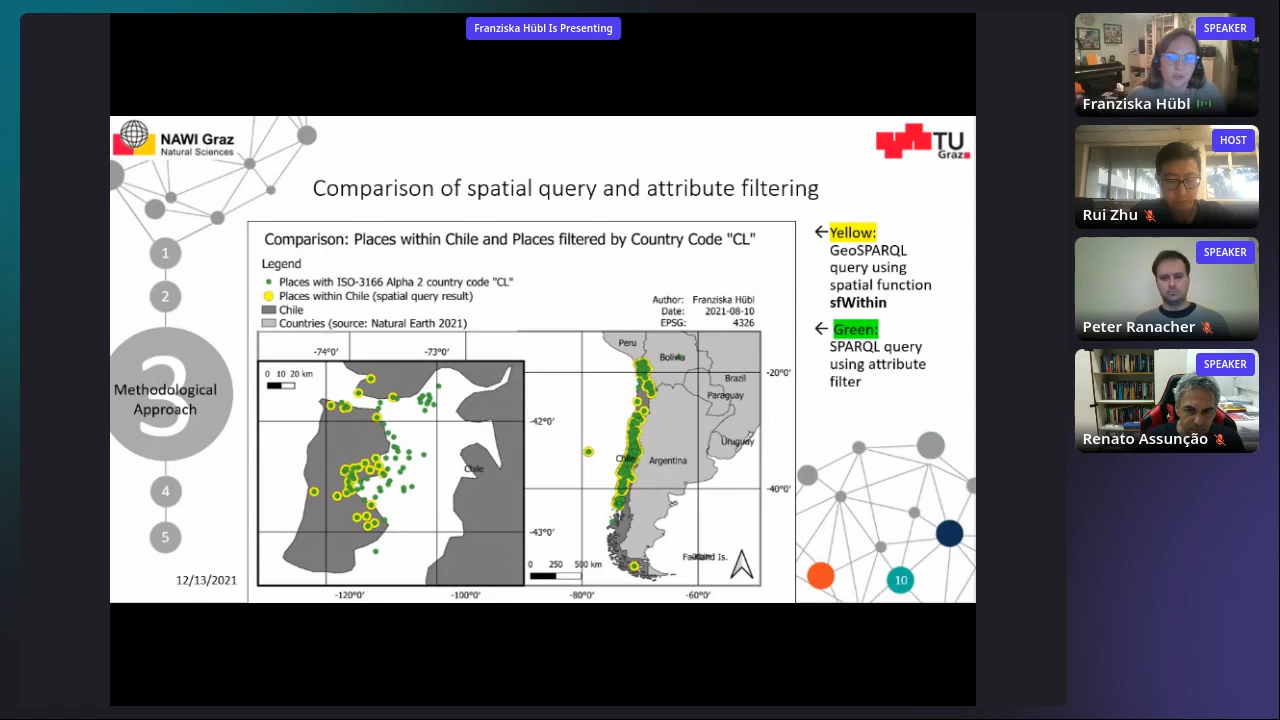 Franziska Hübl Is Presenting
NAWI Graz
Natural Sciences
TU
Graz
Comparison of spatial query and attribute filtering
1
2
3
Methodological
Approach
4
5
12/13/2021
Comparison: Places within Chile and Places filtered by Country Code "CL"
Legend
Places with ISO-3166 Alpha 2 country code "CL"
Places within Chile (spatial query result)
Chile
Countries (source: Natural Earth 2021)
Author: Franziska Hübl
Date: 2021-08-10
EPSG: 4326
-74°0'
-73°0'
0 10 20 km
-42°0'
-43°0'
Chile
Peru
Bolivia
Brazil
Paraguay
Uruguay
Chile
Argentina
-20°0'
-40°0'
0 250 500 km
-120°0'
-100°0'
-80°0'
-60°0'
Yellow:
GeoSPARQL
query using
spatial function
sfWithin
Green:
SPARQL query
using attribute
filter
10
SPEAKER
Franziska Hübl
HOST
Rui Zhu
SPEAKER
Peter Ranacher
SPEAKER
Renato Assunção